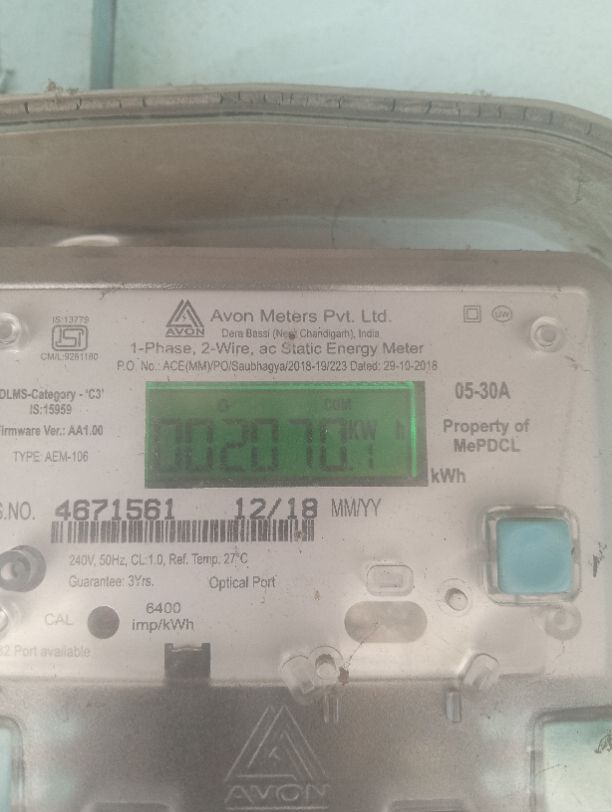 IS:13779
CM/L:9261160
AVON
Avon Meters Pvt. Ltd.
Dera Bassi (Near Chandigarh), India
1-Phase, 2-Wire, ac Static Energy Meter
P.O. No.: ACE(MM)/PO/Saubhagya/2018-19/223 Dated: 29-10-2018
UW
DLMS-Category - 'C3'
IS:15959
Firmware Ver.: AA1.00
TYPE: AEM-106
COM
002070.1 KW h
kWh
05-30A
Property of
MePDCL
S.NO. 4671561 12/18 MM/YY
240V, 50Hz, CL:1.0, Ref. Temp. 27°C
Guarantee: 3Yrs. Optical Port
CAL
6400
imp/kWh
Port available
AVON